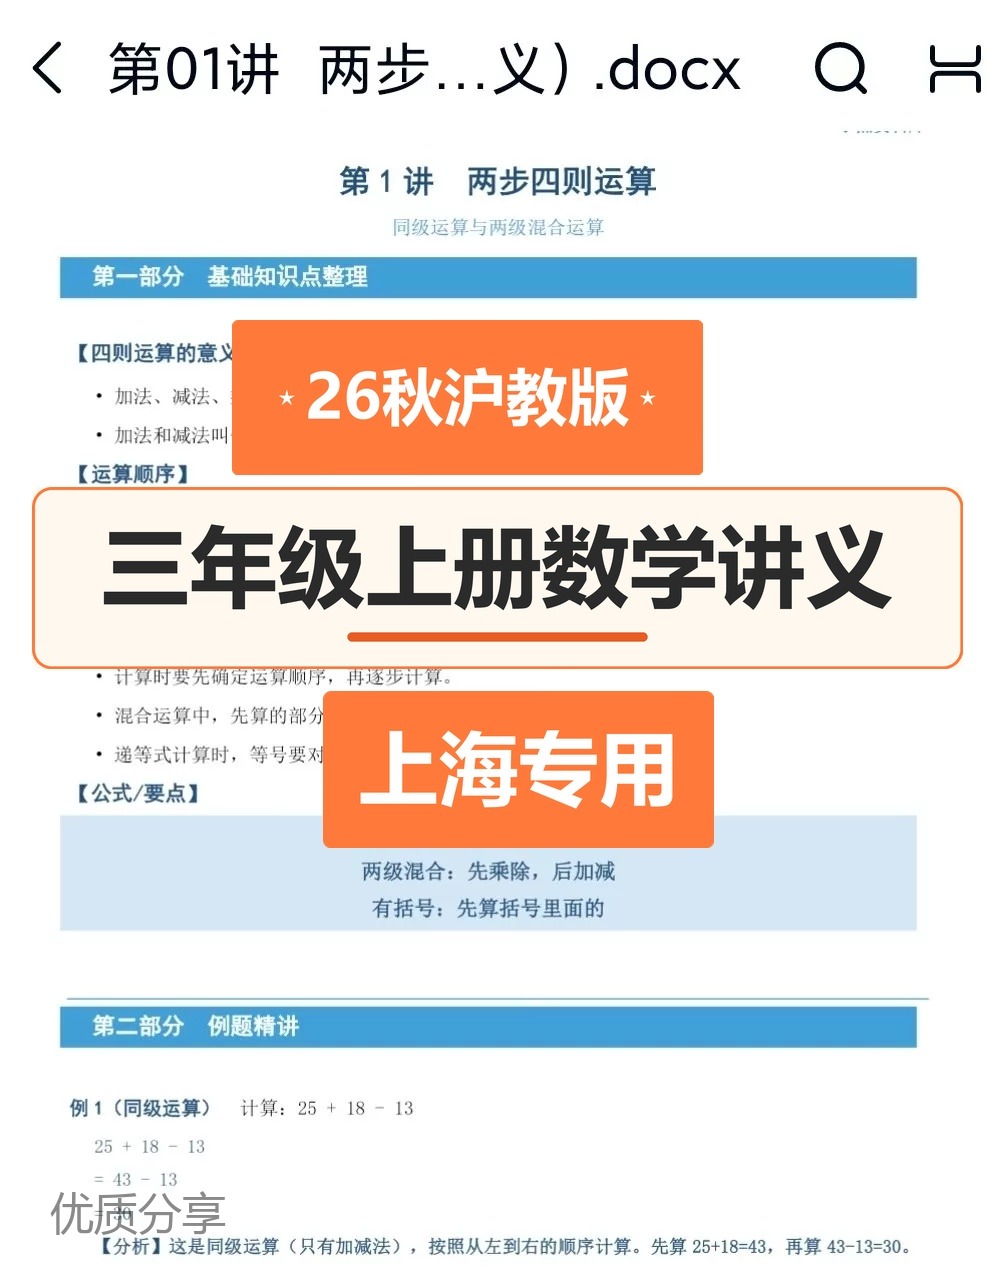 第01讲 两步...义）.docx
第 1 讲 两步四则运算
同级运算与两级混合运算
第一部分 基础知识点整理
【四则运算的意义
• 加法、减法、
26秋沪教版
• 加法和减法叫
【运算顺序】
三年级上册数学讲义
• 计算时要先确定运算顺序，再逐步计算。
• 混合运算中，先算的部分
上海专用
• 递等式计算时，等号要对
【公式/要点】
两级混合：先乘除，后加减
有括号：先算括号里面的
第二部分 例题精讲
例 1（同级运算） 计算：25 + 18 - 13
25 + 18 - 13
= 43 - 13
= 30
优质分享
【分析】这是同级运算（只有加减法），按照从左到右的顺序计算。先算 25+18=43，再算 43-13=30。